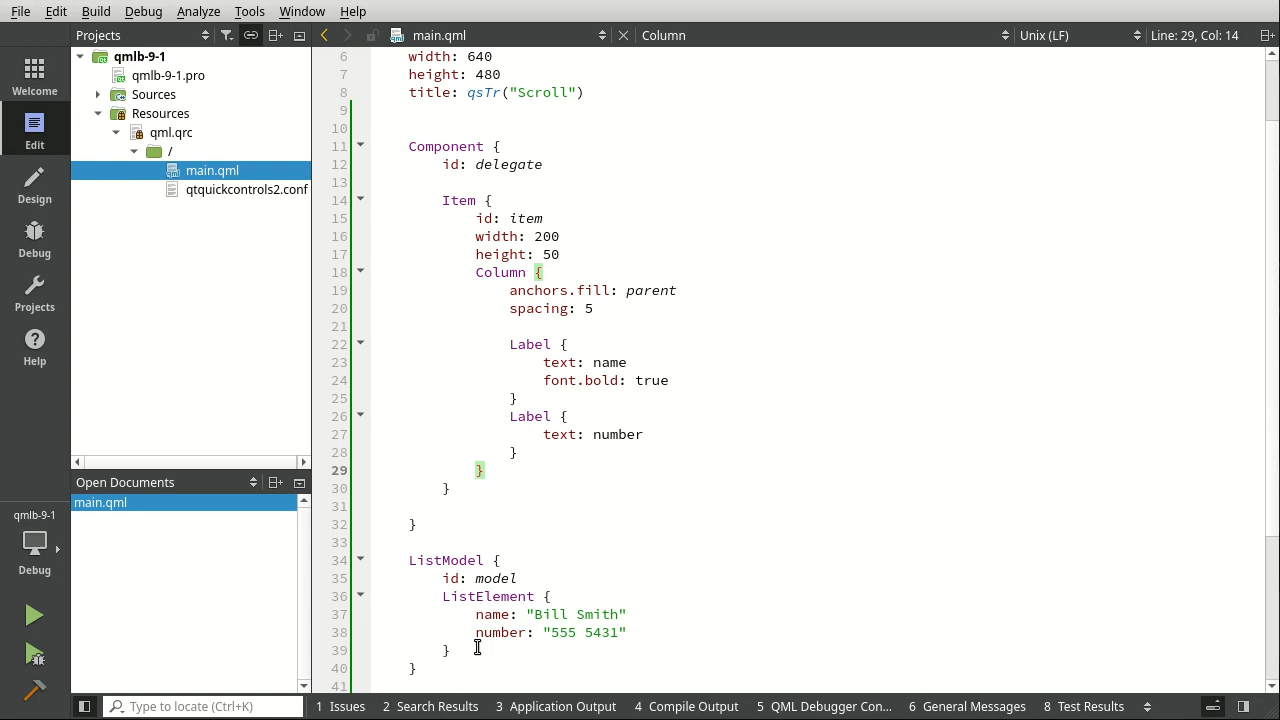 File Edit Build Debug Analyze Tools Window Help
Projects
main.qml
Column
Unix (LF)
Line: 29, Col: 14
Welcome
Edit
Design
Debug
Projects
Help
qmlb-9-1
Debug
qmlb-9-1
qmlb-9-1.pro
Sources
Resources
qml.qrc
/
main.qml
qtquickcontrols2.conf
Open Documents
main.qml
6 width: 640
7 height: 480
8 title: qsTr("Scroll")
9
10
11 Component {
12 id: delegate
13
14 Item {
15 id: item
16 width: 200
17 height: 50
18 Column {
19 anchors.fill: parent
20 spacing: 5
21
22 Label {
23 text: name
24 font.bold: true
25 }
26 Label {
27 text: number
28 }
29 }
30 }
31
32 }
33
34 ListModel {
35 id: model
36 ListElement {
37 name: "Bill Smith"
38 number: "555 5431"
39 }
40 }
41
Type to locate (Ctrl+K)
1 Issues
2 Search Results
3 Application Output
4 Compile Output
5 QML Debugger Con...
6 General Messages
8 Test Results